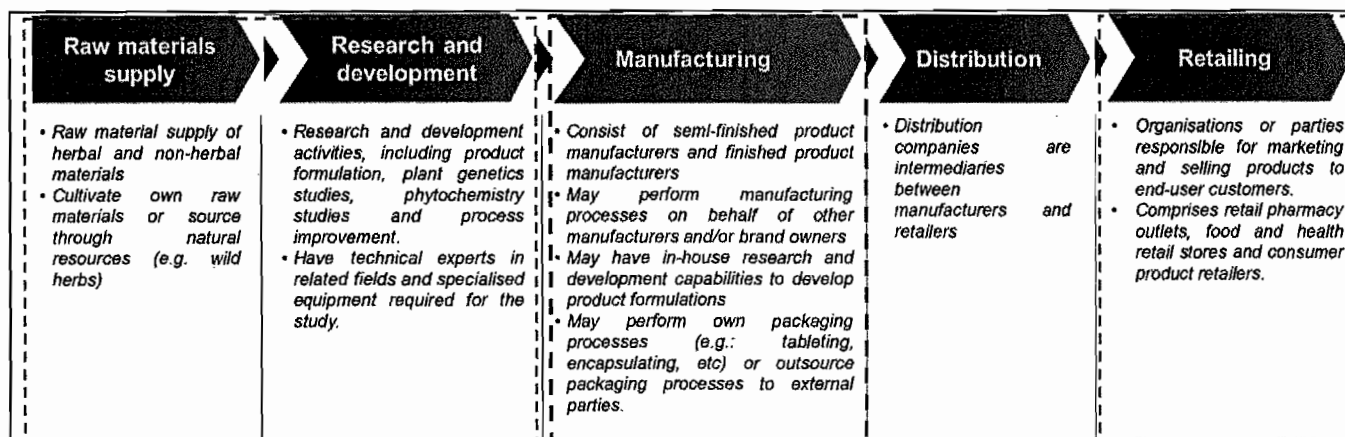 Raw materials
supply
Research and
development
Manufacturing
Distribution
Retailing
• Raw material supply of
herbal and non-herbal
materials
• Cultivate own raw
materials or source
through natural
resources (e.g. wild
herbs)
• Research and development
activities, including product
formulation, plant genetics
studies, phytochemistry
studies and process
improvement.
• Have technical experts in
related fields and specialised
equipment required for the
study.
• Consist of semi-finished product
manufacturers and finished product
manufacturers
• May perform manufacturing
processes on behalf of other
manufacturers and/or brand owners
• May have in-house research and
development capabilities to develop
product formulations
• May perform own packaging
processes (e.g.: tableting,
encapsulating, etc) or outsource
packaging processes to external
parties.
• Distribution
companies are
intermediaries
between
manufacturers and
retailers
• Organisations or parties
responsible for marketing
and selling products to
end-user customers.
• Comprises retail pharmacy
outlets, food and health
retail stores and consumer
product retailers.